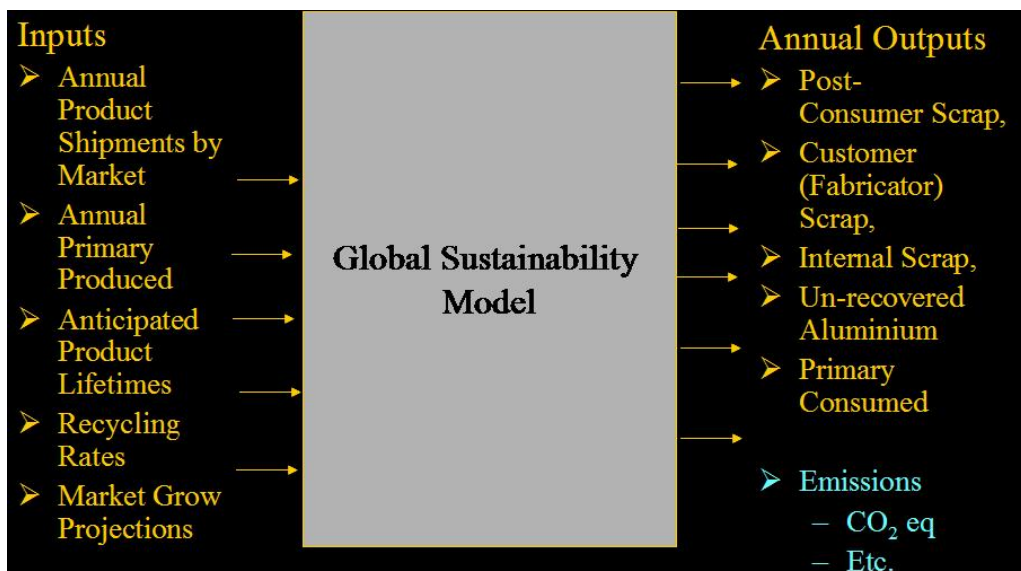 Inputs
➢ Annual
Product
Shipments by
Market
➢ Annual
Primary
Produced
➢ Anticipated
Product
Lifetimes
➢ Recycling
Rates
➢ Market Grow
Projections
Global Sustainability
Model
Annual Outputs
➢ Post-
Consumer Scrap,
➢ Customer
(Fabricator)
Scrap,
➢ Internal Scrap,
➢ Un-recovered
Aluminium
➢ Primary
Consumed
➢ Emissions
– CO₂ eq
– Etc.